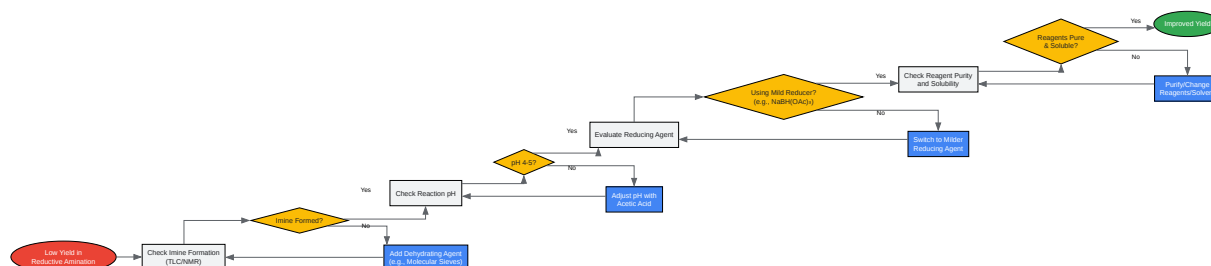 Low Yield in
Reductive Amination
Check Imine Formation
(TLC/NMR)
Imine Formed?
Yes
No
Add Dehydrating Agent
(e.g., Molecular Sieves)
Check Reaction pH
pH 4-5?
Yes
No
Adjust pH with
Acetic Acid
Evaluate Reducing Agent
Using Mild Reducer?
(e.g., NaBH(OAc)₃)
Yes
No
Switch to Milder
Reducing Agent
Check Reagent Purity
and Solubility
Reagents Pure
& Soluble?
Yes
No
Improved Yield
Purify/Change